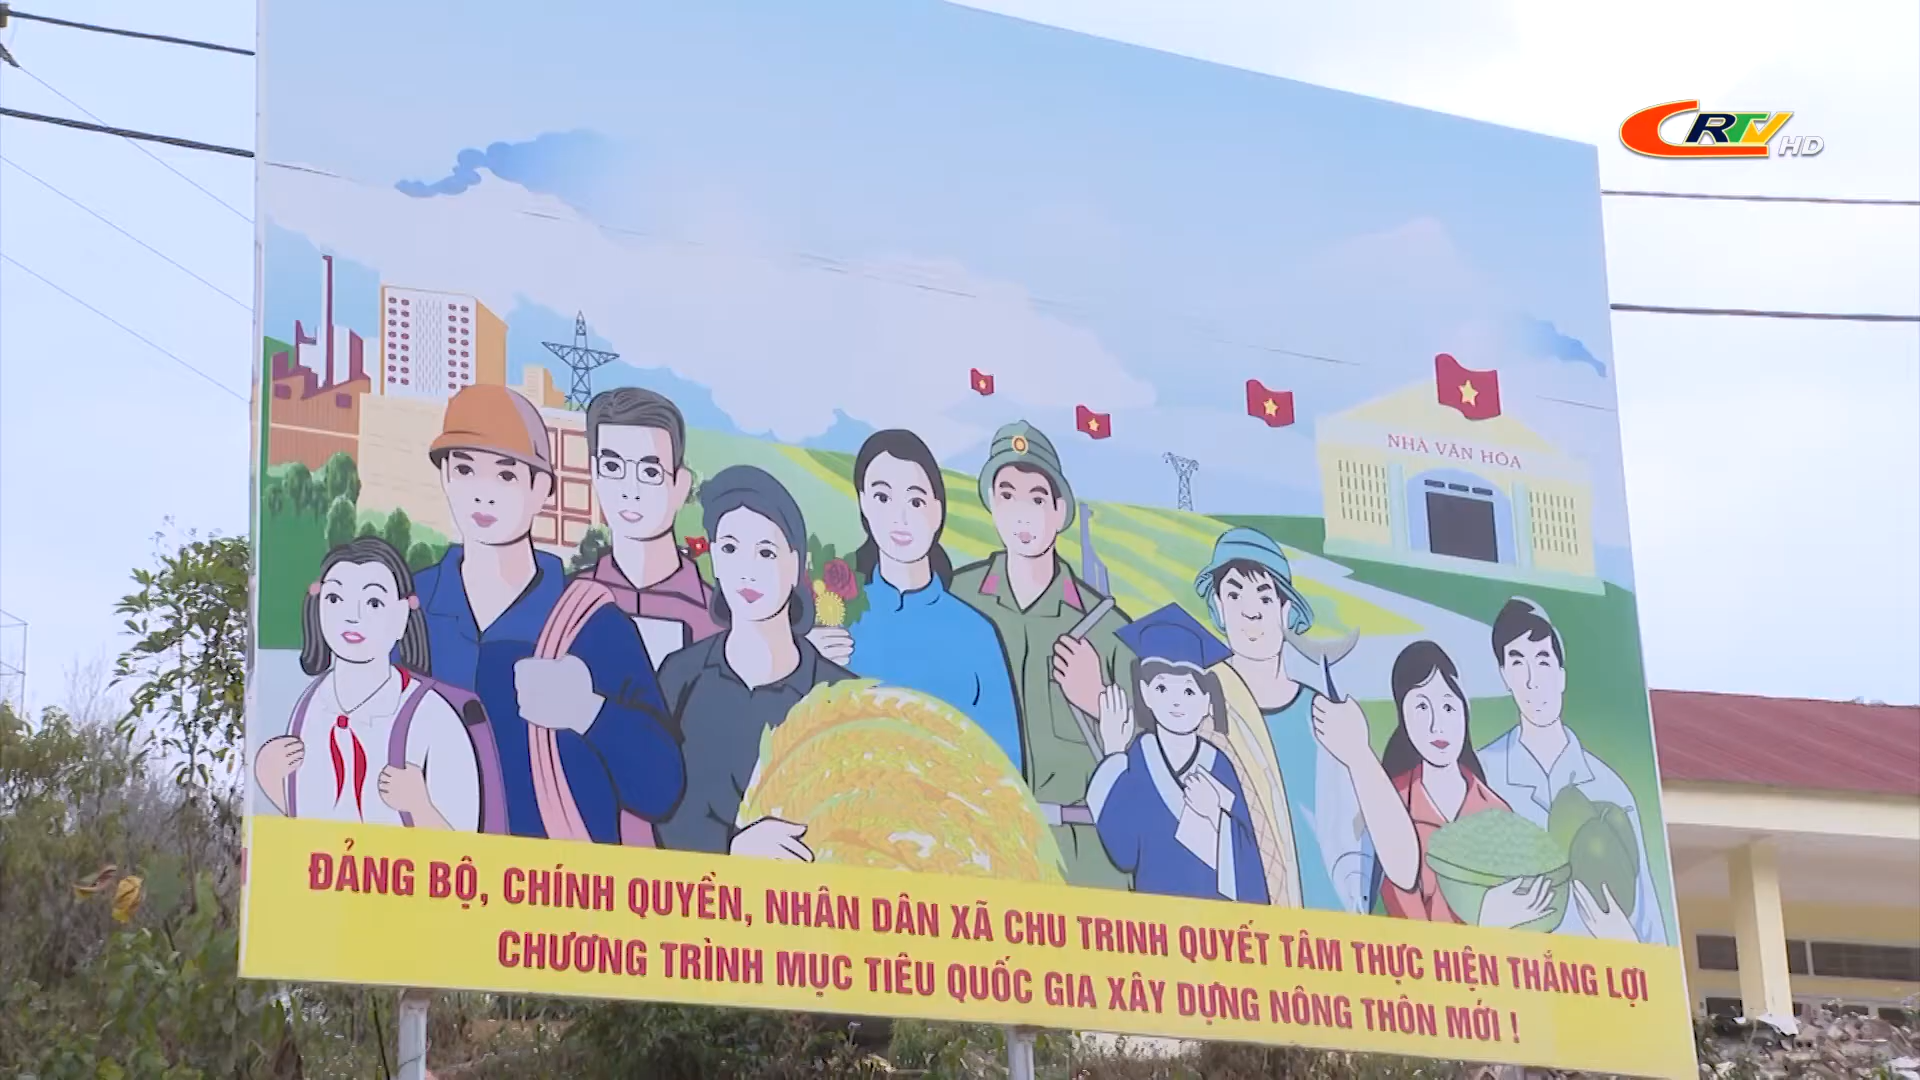 CRTV HD
NHÀ VĂN HÓA
ĐẢNG BỘ, CHÍNH QUYỀN, NHÂN DÂN XÃ CHU TRINH QUYẾT TÂM THỰC HIỆN THẮNG LỢI
CHƯƠNG TRÌNH MỤC TIÊU QUỐC GIA XÂY DỰNG NÔNG THÔN MỚI !